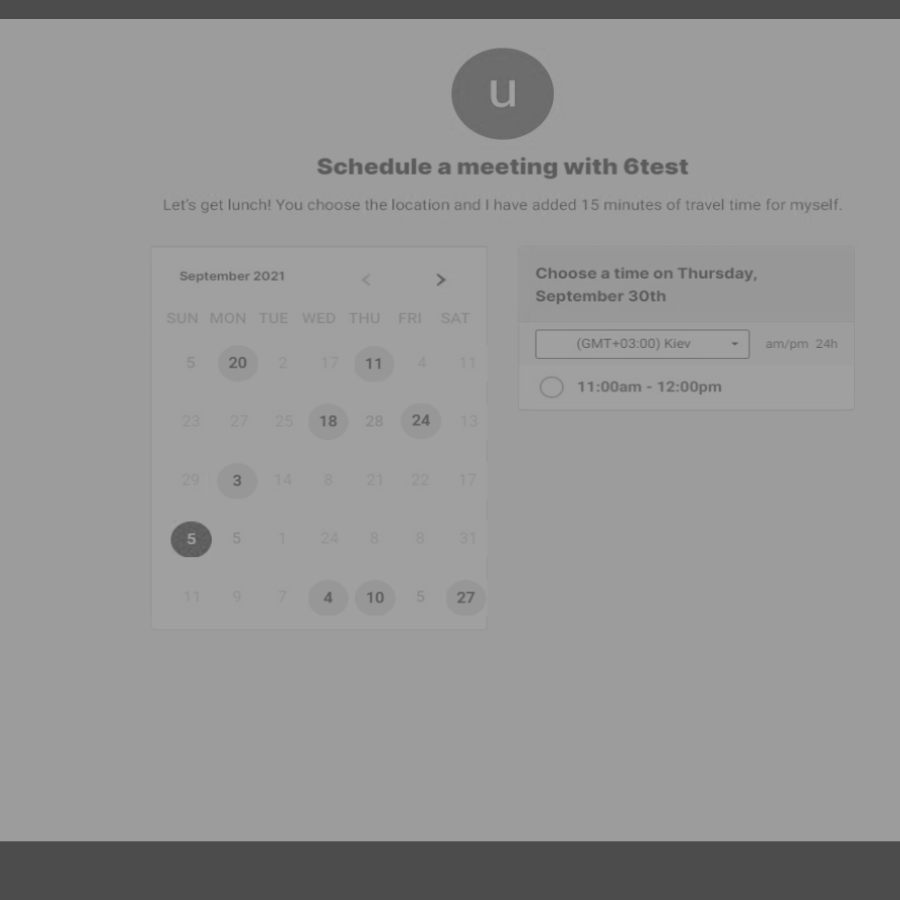 u
Schedule a meeting with 6test
Let's get lunch! You choose the location and I have added 15 minutes of travel time for myself.
September 2021 < >
SUN MON TUE WED THU FRI SAT
5 20 2 17 11 4 11
23 27 25 18 28 24 13
29 3 14 8 21 22 17
5 5 1 24 8 8 31
11 9 7 4 10 5 27
Choose a time on Thursday,
September 30th
(GMT+03:00) Kiev am/pm 24h
11:00am - 12:00pm